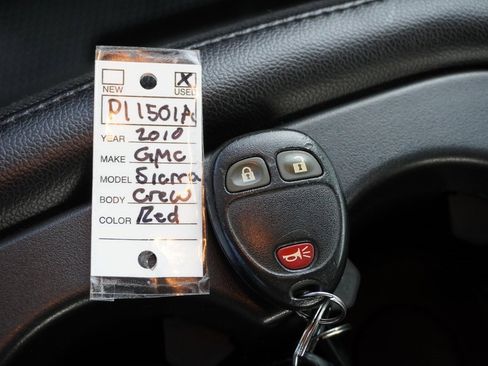 X
NEW USED
P11501A
YEAR 2010
MAKE GMC
MODEL Sierra
BODY Crew
COLOR Red